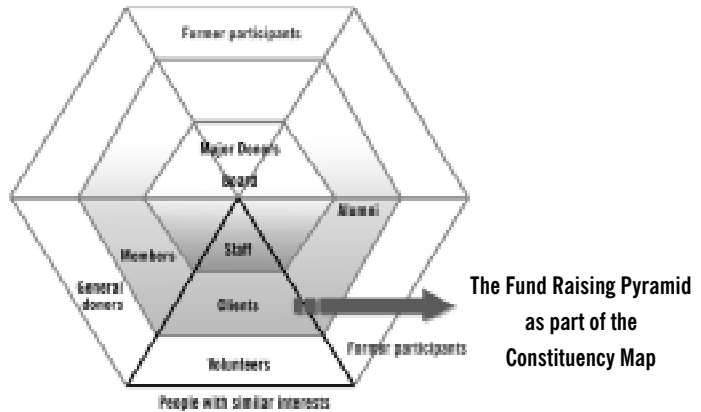 Former participants
Major Donors
Board
Alumni
Members
Staff
General
donors
Clients
Former participants
Volunteers
People with similar interests
The Fund Raising Pyramid
as part of the
Constituency Map